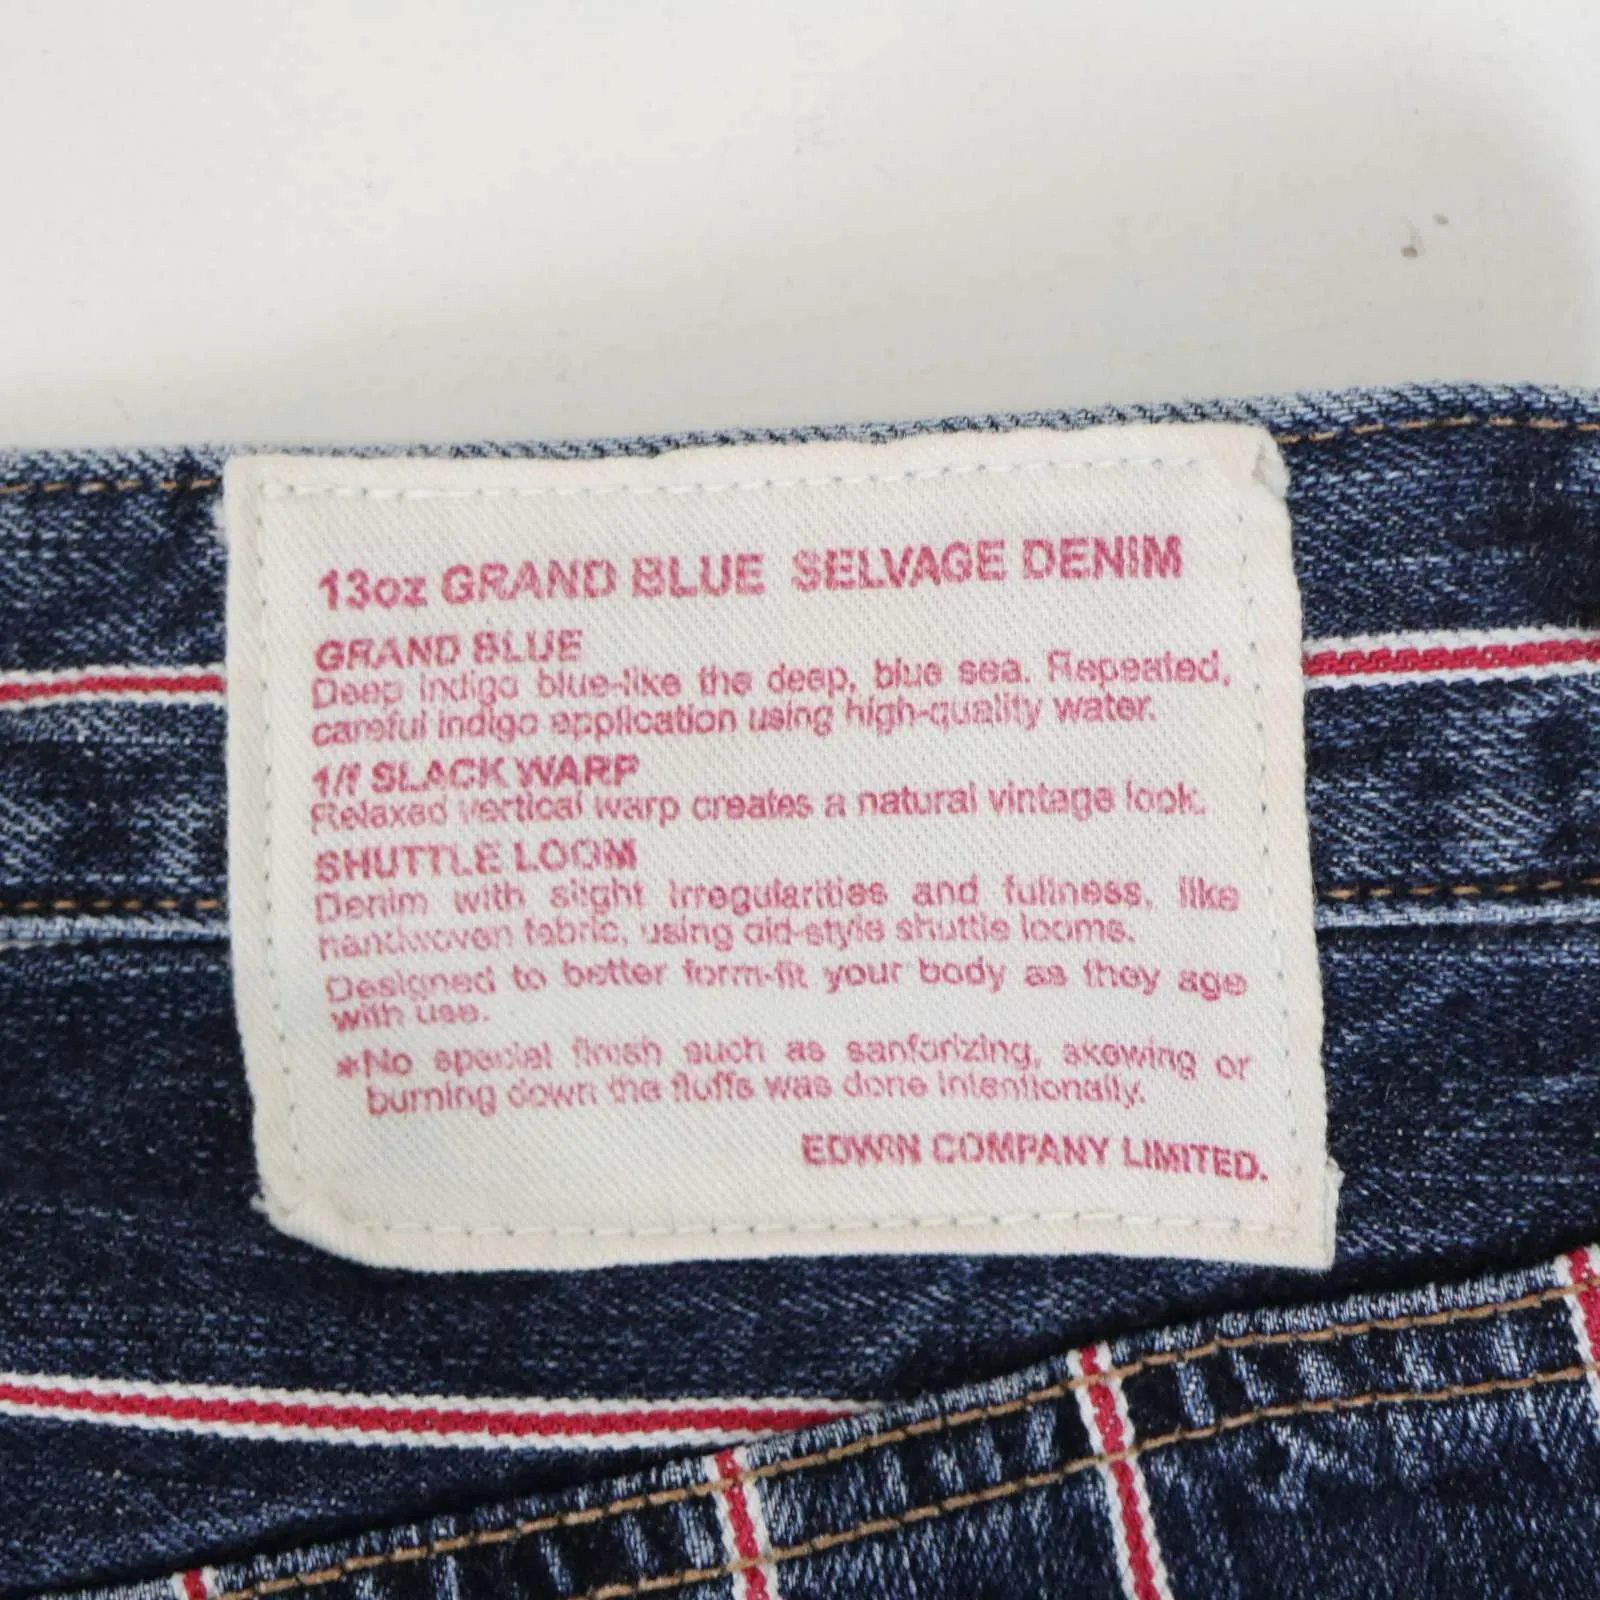 13oz GRAND BLUE SELVAGE DENIM
GRAND BLUE
Deep indigo blue-like the deep, blue sea. Repeated,
careful indigo application using high-quality water.
1/f SLACK WARP
Relaxed vertical warp creates a natural vintage look.
SHUTTLE LOOM
Denim with slight irregularities and fullness, like
handwoven fabric, using old-style shuttle looms.
Designed to better form-fit your body as they age
with use.
*No special finish such as sanforizing, skewing or
burning down the fluffs was done intentionally.
EDWIN COMPANY LIMITED.